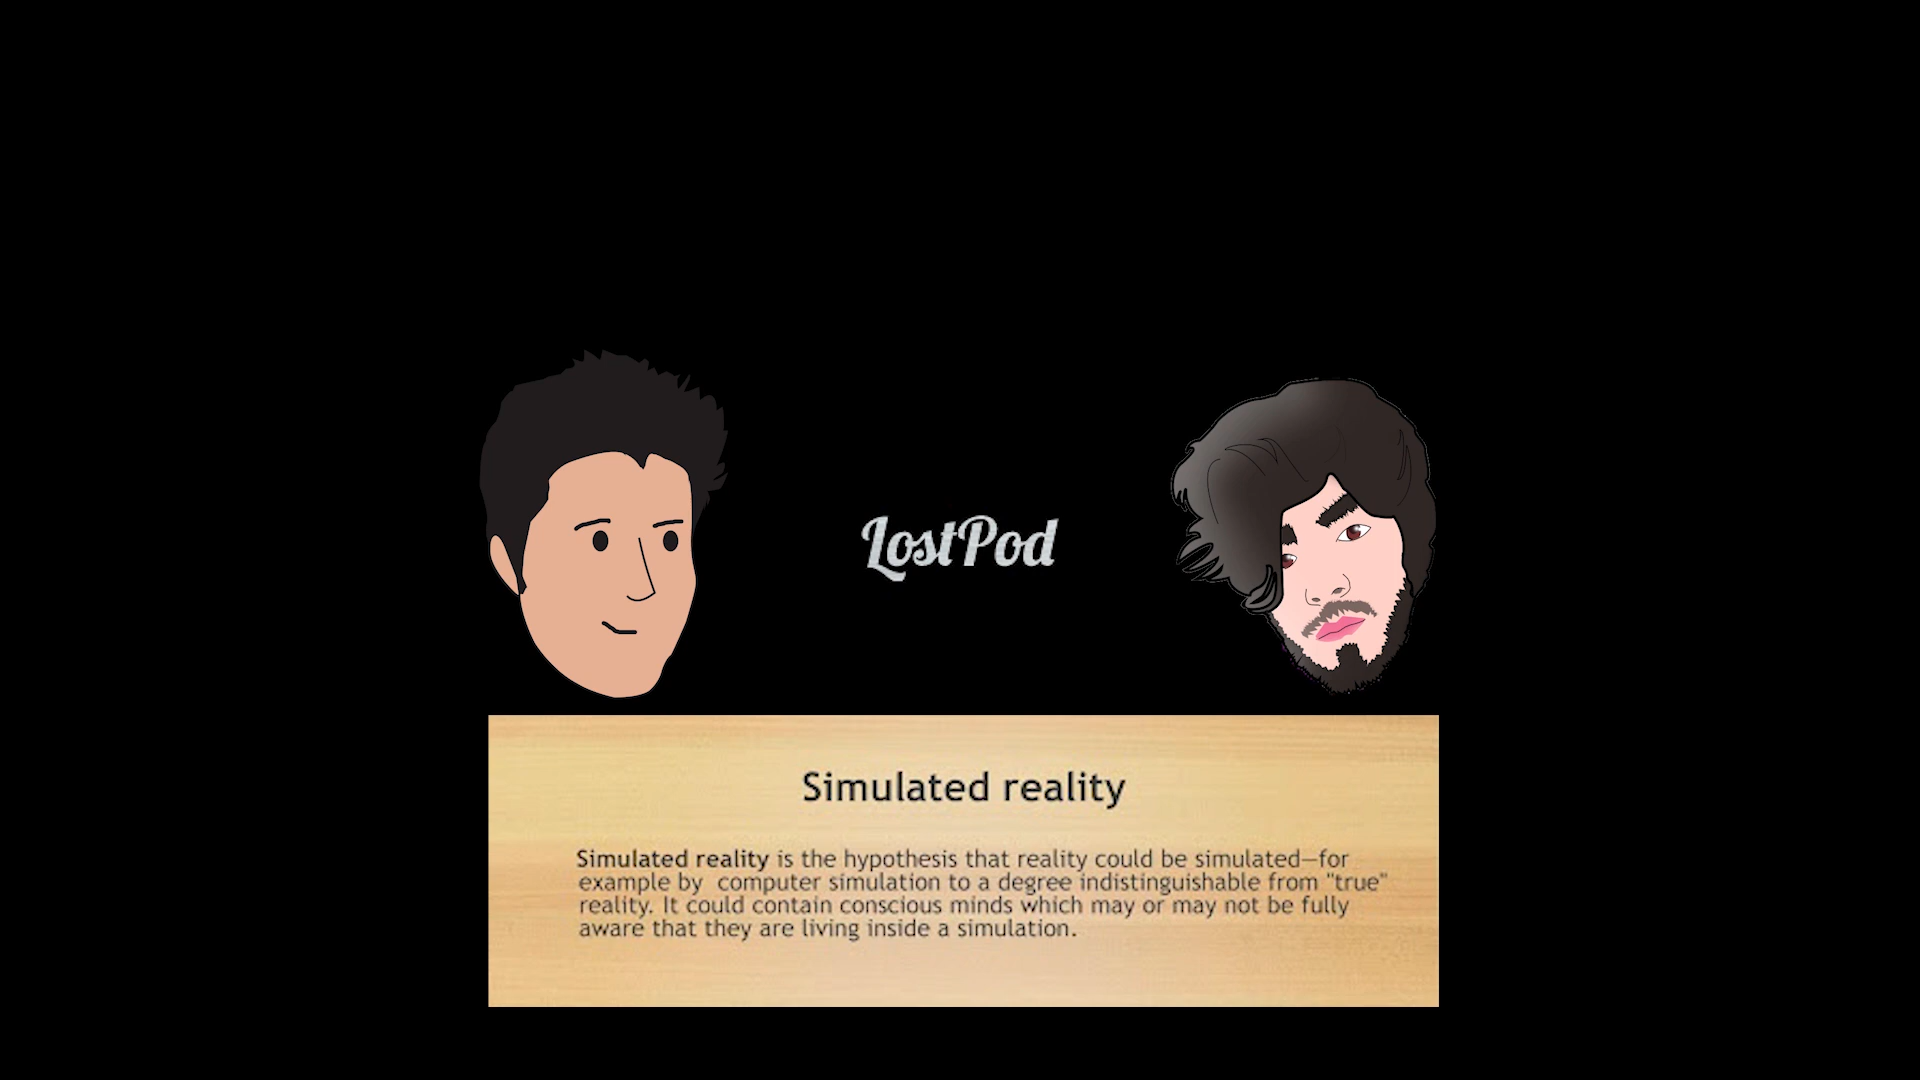 LostPod
Simulated reality
Simulated reality is the hypothesis that reality could be simulated—for
example by  computer simulation to a degree indistinguishable from "true"
reality. It could contain conscious minds which may or may not be fully
aware that they are living inside a simulation.